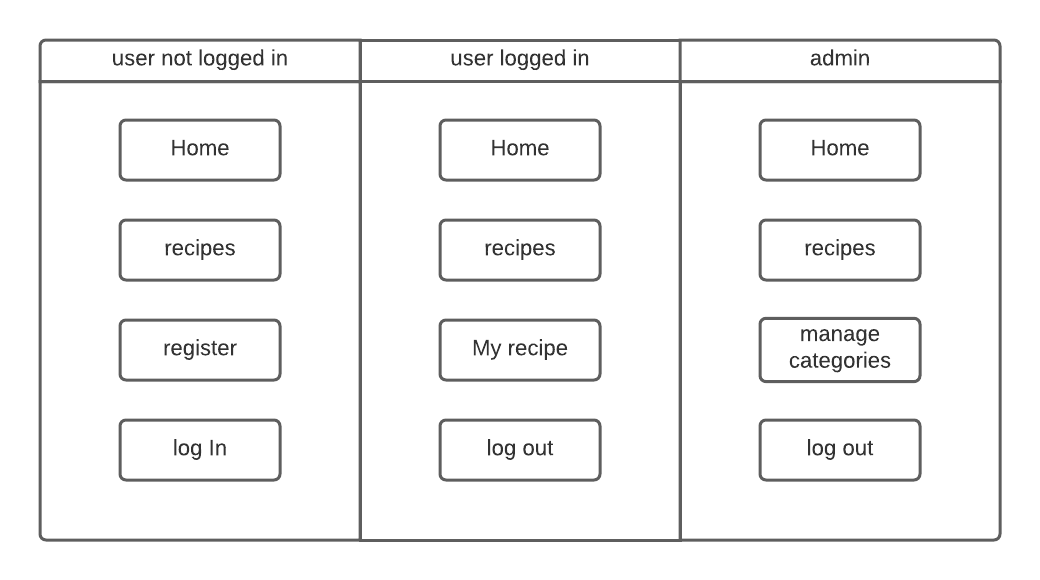 user not logged in
user logged in
admin
Home
Home
Home
recipes
recipes
recipes
register
My recipe
manage
categories
log In
log out
log out